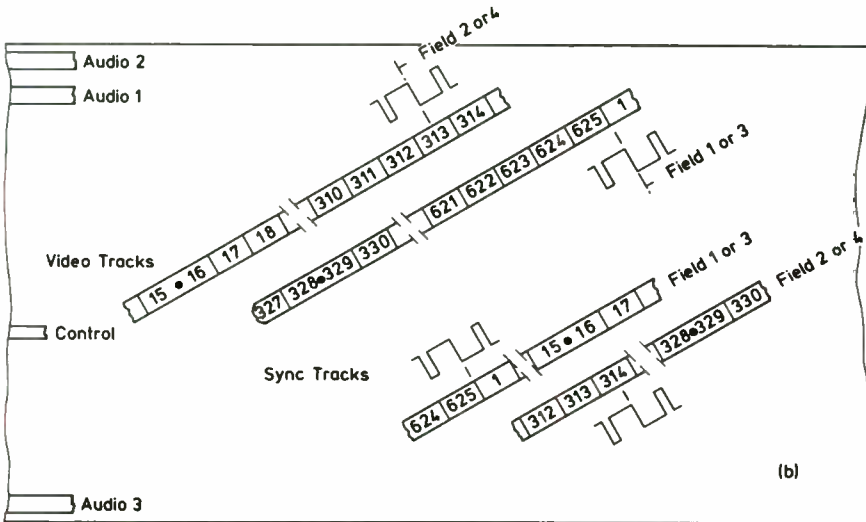 Audio 2
Audio 1
Field 2 or 4
310 311 312 313 314
15 • 16 17 18
621 622 623 624 625 1
327 328•329 330
Field 1 or 3
Video Tracks
Control
Sync Tracks
Field 1 or 3
624 625 1 15 • 16 17
Field 2 or 4
312 313 314 328•329 330
(b)
Audio 3